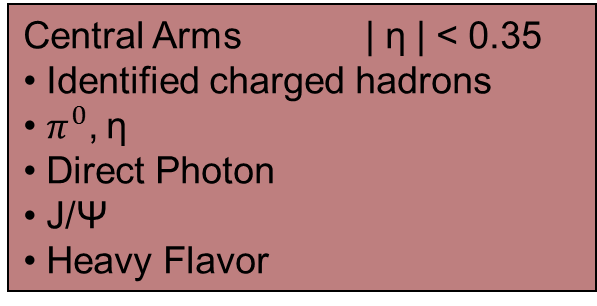 Central Arms | η | < 0.35
• Identified charged hadrons
• π⁰, η
• Direct Photon
• J/Ψ
• Heavy Flavor